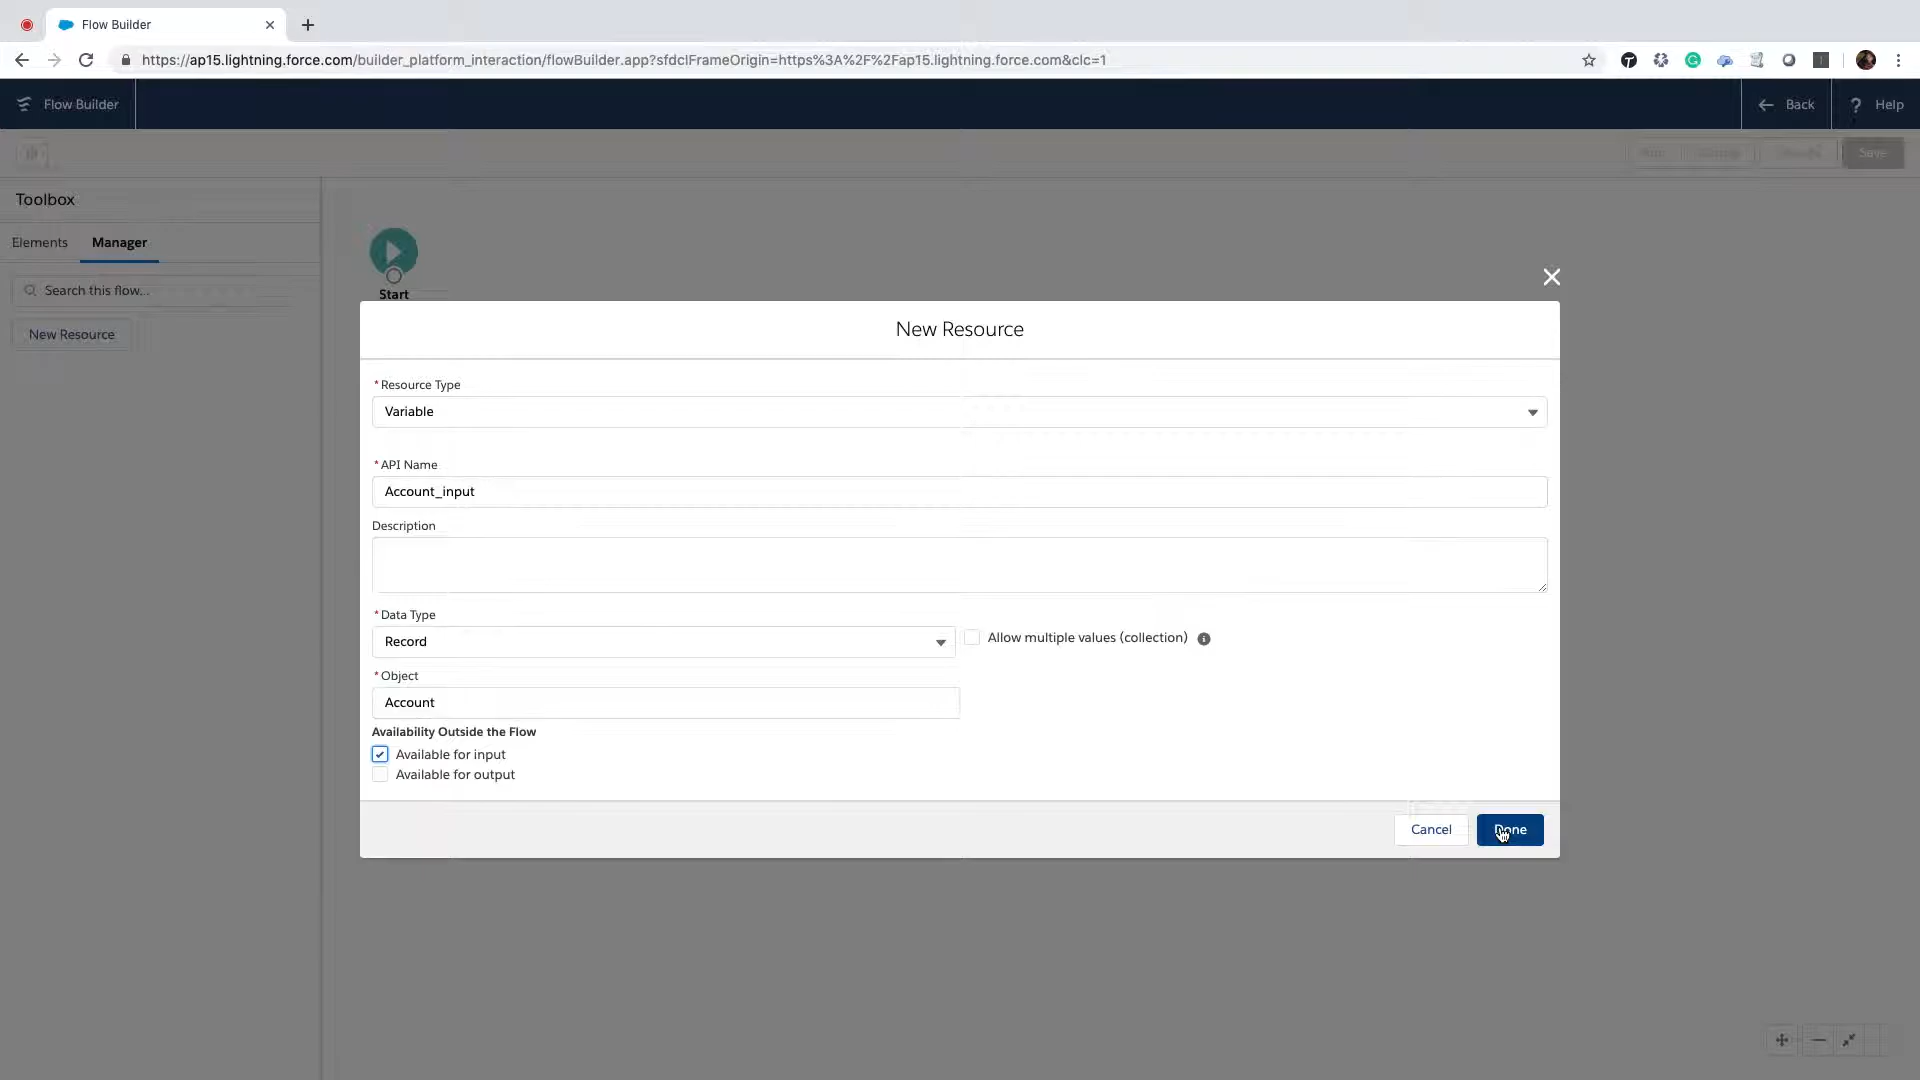 Flow Builder
https://ap15.lightning.force.com/builder_platform_interaction/flowBuilder.app?sfdcIFrameOrigin=https%3A%2F%2Fap15.lightning.force.com&clc=1
Flow Builder
Back
? Help
Save
Toolbox
Elements
Manager
Search this flow...
New Resource
Start
New Resource
* Resource Type
Variable
* API Name
Account_input
Description
* Data Type
Record
Allow multiple values (collection)
* Object
Account
Availability Outside the Flow
Available for input
Available for output
Cancel
Done